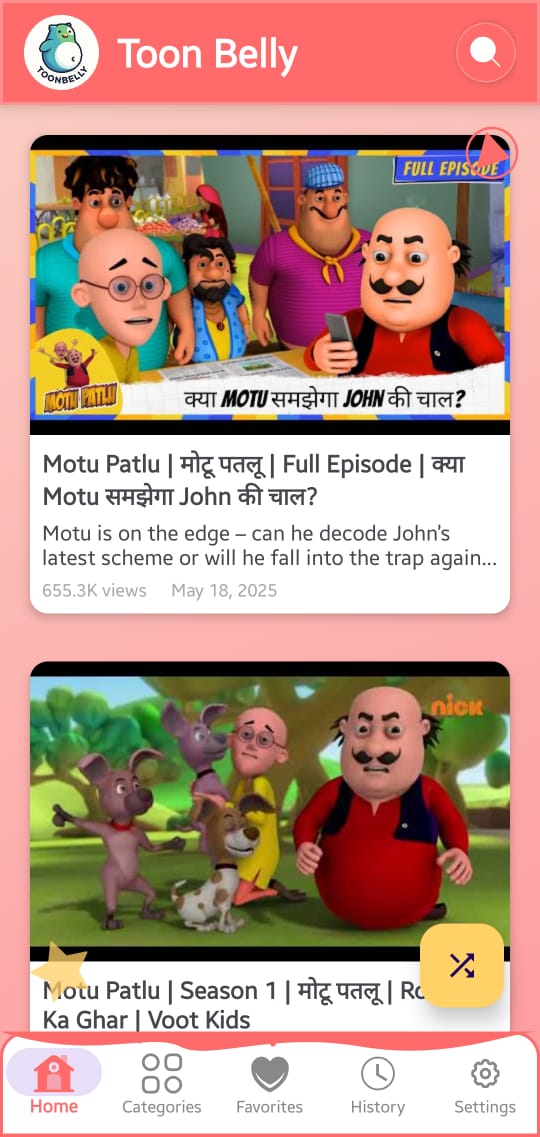 TOONBELLY
Toon Belly
FULL EPISODE
MOTU PATLU
क्या MOTU समझेगा JOHN की चाल?
Motu Patlu | मोटू पतलू | Full Episode | क्या
Motu समझेगा John की चाल?
Motu is on the edge – can he decode John's
latest scheme or will he fall into the trap again...
655.3K views May 18, 2025
nick
Motu Patlu | Season 1 | मोटू पतलू |
Ka Ghar | Voot Kids
Home
Categories
Favorites
History
Settings